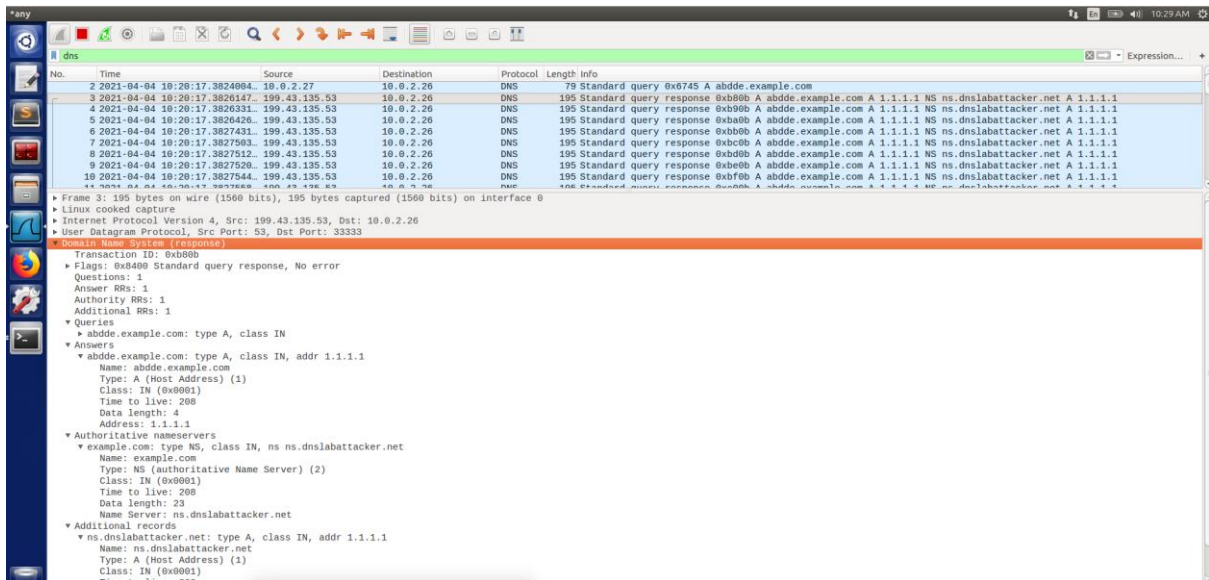 *any
En
10:29 AM
dns
Expression...
+
No. Time Source Destination Protocol Length Info
2 2021-04-04 10:20:17.3824004… 10.0.2.27 10.0.2.26 DNS 79 Standard query 0x6745 A abdde.example.com
3 2021-04-04 10:20:17.3826147… 199.43.135.53 10.0.2.26 DNS 195 Standard query response 0xb80b A abdde.example.com A 1.1.1.1 NS ns.dnslabattacker.net A 1.1.1.1
4 2021-04-04 10:20:17.3826331… 199.43.135.53 10.0.2.26 DNS 195 Standard query response 0xb90b A abdde.example.com A 1.1.1.1 NS ns.dnslabattacker.net A 1.1.1.1
5 2021-04-04 10:20:17.3826426… 199.43.135.53 10.0.2.26 DNS 195 Standard query response 0xba0b A abdde.example.com A 1.1.1.1 NS ns.dnslabattacker.net A 1.1.1.1
6 2021-04-04 10:20:17.3827431… 199.43.135.53 10.0.2.26 DNS 195 Standard query response 0xbb0b A abdde.example.com A 1.1.1.1 NS ns.dnslabattacker.net A 1.1.1.1
7 2021-04-04 10:20:17.3827503… 199.43.135.53 10.0.2.26 DNS 195 Standard query response 0xbc0b A abdde.example.com A 1.1.1.1 NS ns.dnslabattacker.net A 1.1.1.1
8 2021-04-04 10:20:17.3827512… 199.43.135.53 10.0.2.26 DNS 195 Standard query response 0xbd0b A abdde.example.com A 1.1.1.1 NS ns.dnslabattacker.net A 1.1.1.1
9 2021-04-04 10:20:17.3827520… 199.43.135.53 10.0.2.26 DNS 195 Standard query response 0xbe0b A abdde.example.com A 1.1.1.1 NS ns.dnslabattacker.net A 1.1.1.1
10 2021-04-04 10:20:17.3827544… 199.43.135.53 10.0.2.26 DNS 195 Standard query response 0xbf0b A abdde.example.com A 1.1.1.1 NS ns.dnslabattacker.net A 1.1.1.1
Frame 3: 195 bytes on wire (1560 bits), 195 bytes captured (1560 bits) on interface 0
Linux cooked capture
Internet Protocol Version 4, Src: 199.43.135.53, Dst: 10.0.2.26
User Datagram Protocol, Src Port: 53, Dst Port: 33333
Domain Name System (response)
Transaction ID: 0xb80b
Flags: 0x8400 Standard query response, No error
Questions: 1
Answer RRs: 1
Authority RRs: 1
Additional RRs: 1
Queries
abdde.example.com: type A, class IN
Answers
abdde.example.com: type A, class IN, addr 1.1.1.1
Name: abdde.example.com
Type: A (Host Address) (1)
Class: IN (0x0001)
Time to live: 208
Data length: 4
Address: 1.1.1.1
Authoritative nameservers
example.com: type NS, class IN, ns ns.dnslabattacker.net
Name: example.com
Type: NS (authoritative Name Server) (2)
Class: IN (0x0001)
Time to live: 208
Data length: 23
Name Server: ns.dnslabattacker.net
Additional records
ns.dnslabattacker.net: type A, class IN, addr 1.1.1.1
Name: ns.dnslabattacker.net
Type: A (Host Address) (1)
Class: IN (0x0001)